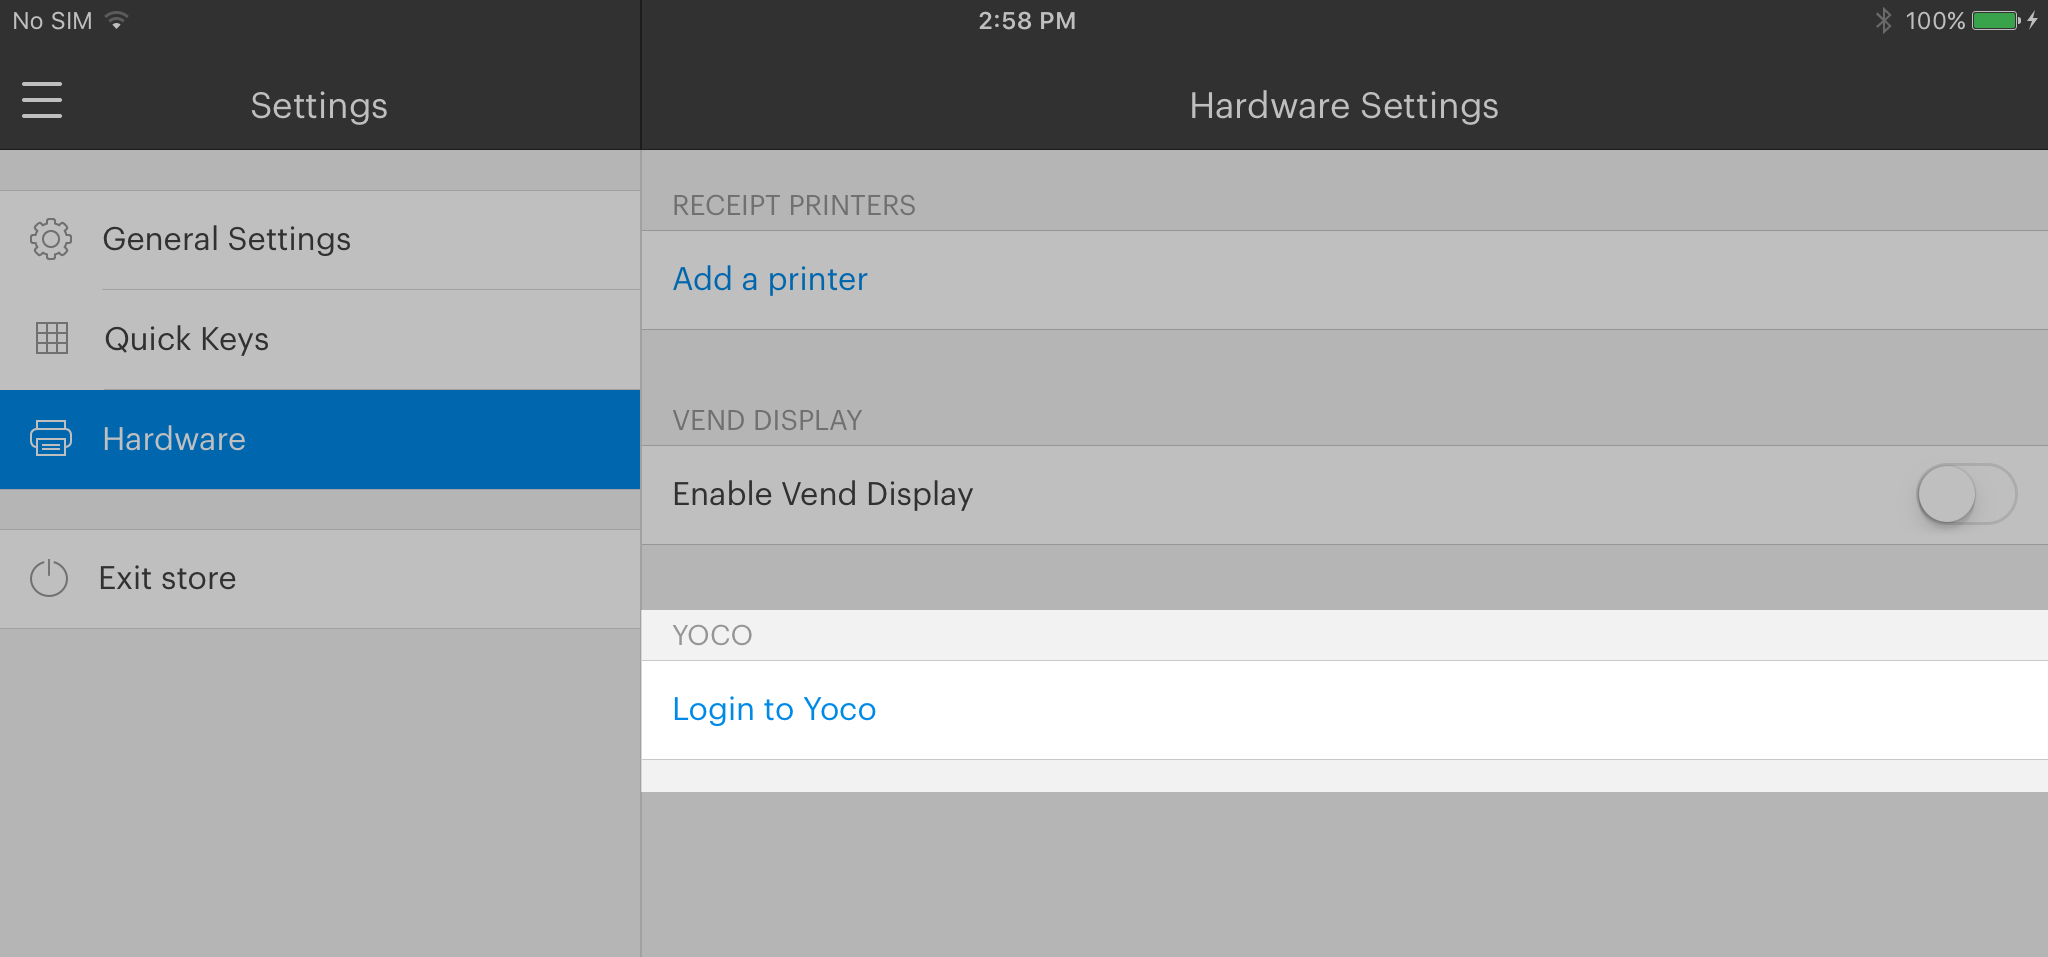 No SIM
2:58 PM
100%
Settings
Hardware Settings
General Settings
Quick Keys
Hardware
Exit store
RECEIPT PRINTERS
Add a printer
VEND DISPLAY
Enable Vend Display
YOCO
Login to Yoco